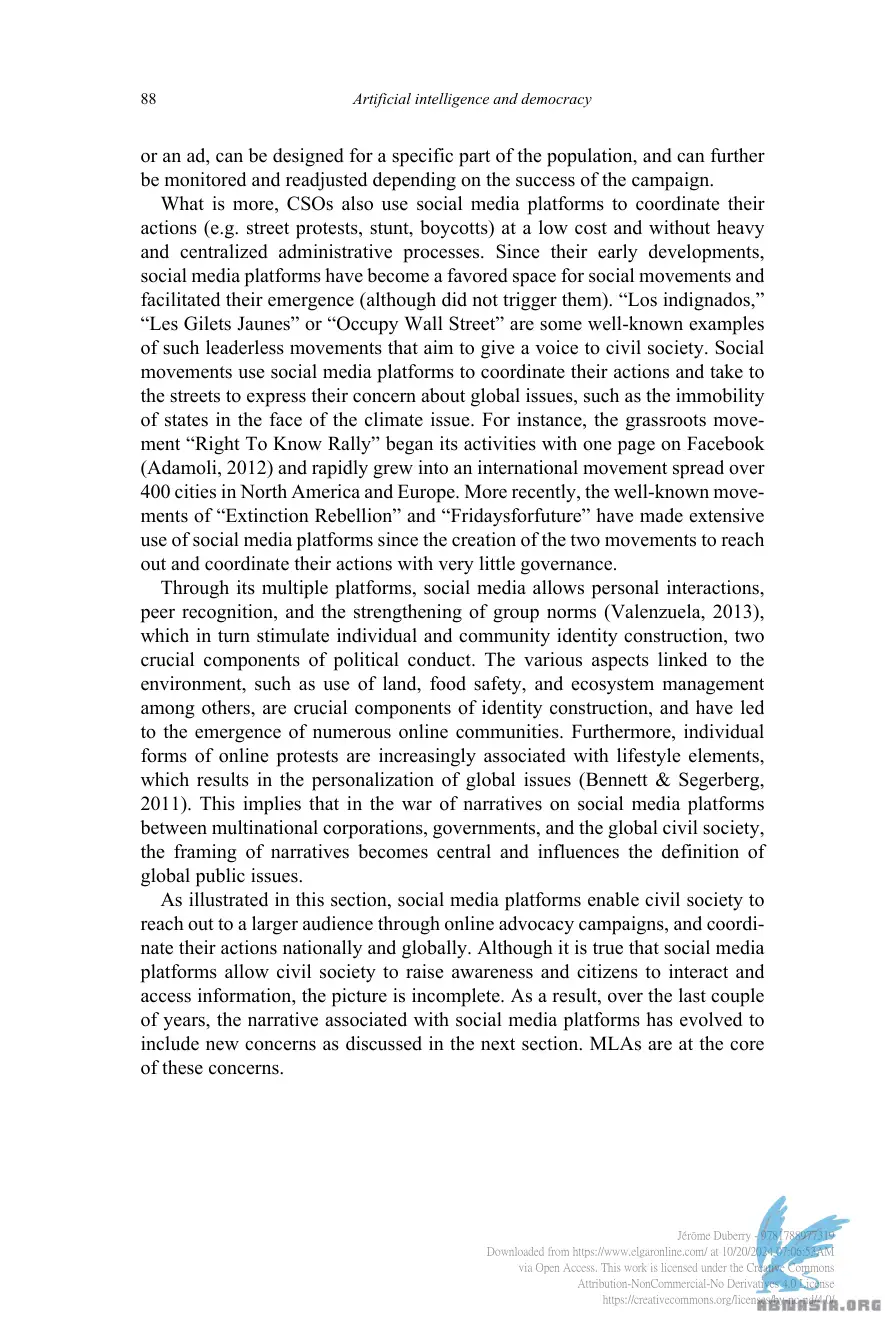 88
Artificial intelligence and democracy
or an ad, can be designed for a specific part of the population, and can further
be monitored and readjusted depending on the success of the campaign.
What is more, CSOs also use social media platforms to coordinate their
actions (e.g. street protests, stunt, boycotts) at a low cost and without heavy
and centralized administrative processes. Since their early developments,
social media platforms have become a favored space for social movements and
facilitated their emergence (although did not trigger them). “Los indignados,”
“Les Gilets Jaunes” or “Occupy Wall Street” are some well-known examples
of such leaderless movements that aim to give a voice to civil society. Social
movements use social media platforms to coordinate their actions and take to
the streets to express their concern about global issues, such as the immobility
of states in the face of the climate issue. For instance, the grassroots move-
ment “Right To Know Rally” began its activities with one page on Facebook
(Adamoli, 2012) and rapidly grew into an international movement spread over
400 cities in North America and Europe. More recently, the well-known move-
ments of “Extinction Rebellion” and “Fridaysforfuture” have made extensive
use of social media platforms since the creation of the two movements to reach
out and coordinate their actions with very little governance.
Through its multiple platforms, social media allows personal interactions,
peer recognition, and the strengthening of group norms (Valenzuela, 2013),
which in turn stimulate individual and community identity construction, two
crucial components of political conduct. The various aspects linked to the
environment, such as use of land, food safety, and ecosystem management
among others, are crucial components of identity construction, and have led
to the emergence of numerous online communities. Furthermore, individual
forms of online protests are increasingly associated with lifestyle elements,
which results in the personalization of global issues (Bennett & Segerberg,
2011). This implies that in the war of narratives on social media platforms
between multinational corporations, governments, and the global civil society,
the framing of narratives becomes central and influences the definition of
global public issues.
As illustrated in this section, social media platforms enable civil society to
reach out to a larger audience through online advocacy campaigns, and coordi-
nate their actions nationally and globally. Although it is true that social media
platforms allow civil society to raise awareness and citizens to interact and
access information, the picture is incomplete. As a result, over the last couple
of years, the narrative associated with social media platforms has evolved to
include new concerns as discussed in the next section. MLAs are at the core
of these concerns.
Jérôme Duberry - 9781788977319
Downloaded from https://www.elgaronline.com/ at 10/20/2024 07:06:52AM
via Open Access. This work is licensed under the Creative Commons
Attribution-NonCommercial-No Derivatives 4.0 License
https://creativecommons.org/licenses/by-nc-nd/4.0/
ABMASIA.ORG